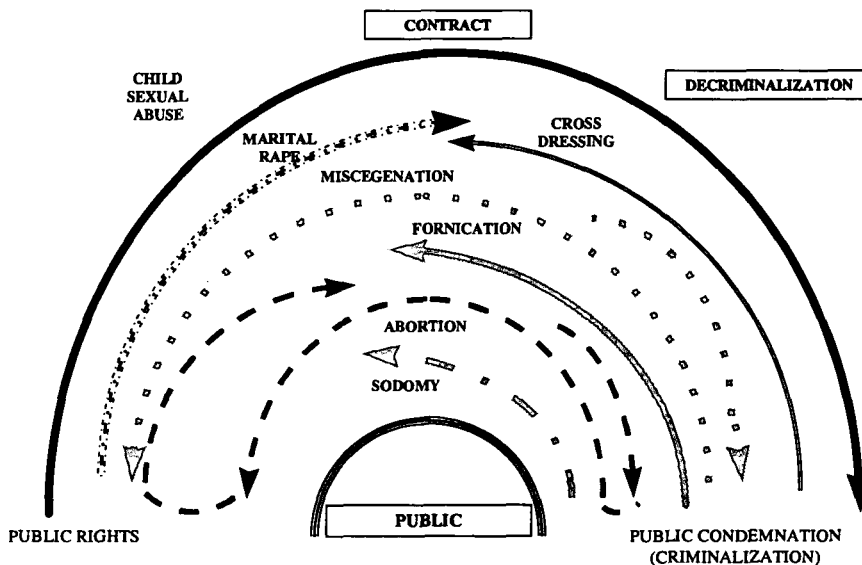 CONTRACT
CHILD
SEXUAL
ABUSE
DECRIMINALIZATION
MARITAL
RAPE
CROSS
DRESSING
MISCEGENATION
FORNICATION
ABORTION
SODOMY
PUBLIC
PUBLIC RIGHTS
PUBLIC CONDEMNATION
(CRIMINALIZATION)